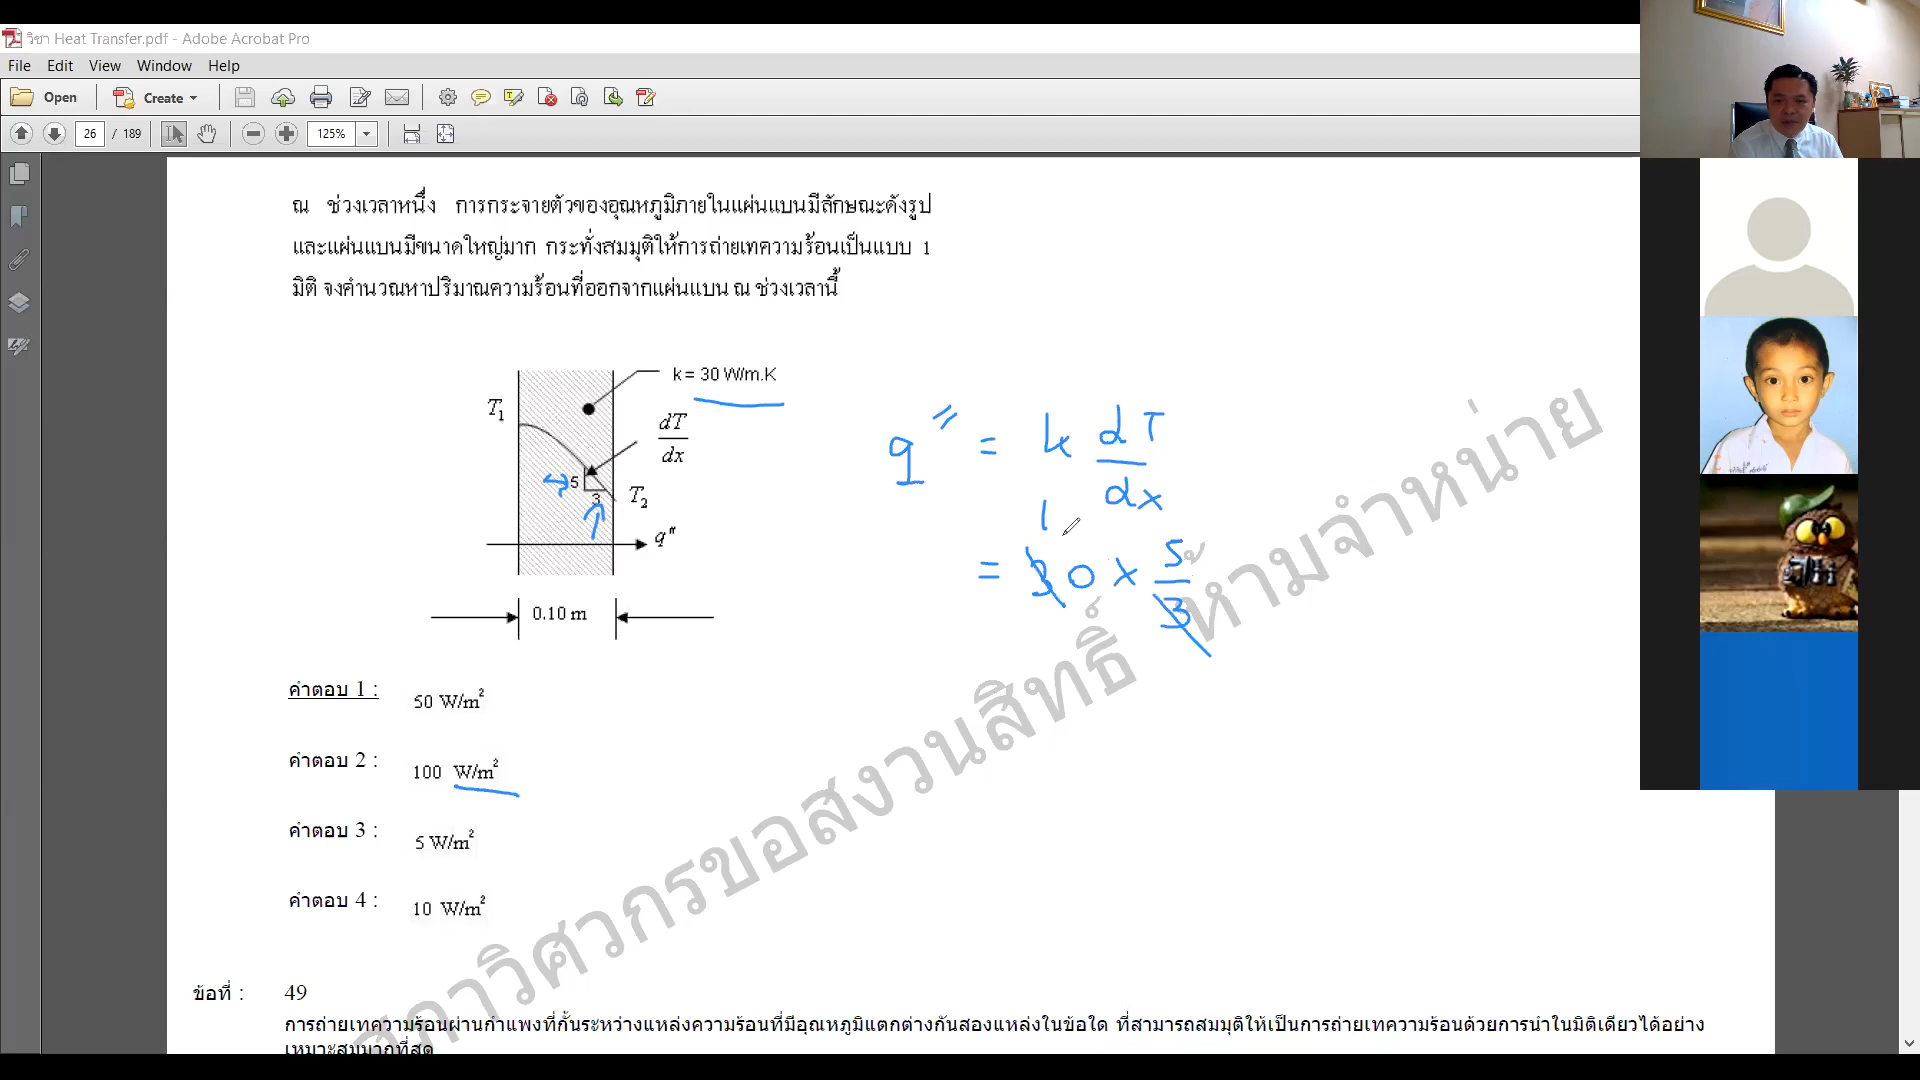 วิชา Heat Transfer.pdf - Adobe Acrobat Pro
File Edit View Window Help
Open Create
26 / 189 125%
ณ ช่วงเวลาหนึ่ง การกระจายตัวของอุณหภูมิภายในแผ่นแบนมีลักษณะดังรูป
และแผ่นแบนมีขนาดใหญ่มาก กระทั่งสมมุติให้การถ่ายเทความร้อนเป็นแบบ 1
มิติ จงคำนวณหาปริมาณความร้อนที่ออกจากแผ่นแบน ณ ช่วงเวลานี้
k = 30 W/m.K
T₁
dT
dx
5
3
T₂
q"
0.10 m
q" = k dT
dx
1
= 30 x 5
3
คำตอบ 1 : 50 W/m²
คำตอบ 2 : 100 W/m²
คำตอบ 3 : 5 W/m²
คำตอบ 4 : 10 W/m²
ข้อที่ : 49
การถ่ายเทความร้อนผ่านกำแพงที่กั้นระหว่างแหล่งความร้อนที่มีอุณหภูมิแตกต่างกันสองแหล่งในข้อใด ที่สามารถสมมุติให้เป็นการถ่ายเทความร้อนด้วยการนำในมิติเดียวได้อย่าง
เหมาะสมมากที่สุด
สภาวิศวกรขอสงวนสิทธิ์ ห้ามจำหน่าย